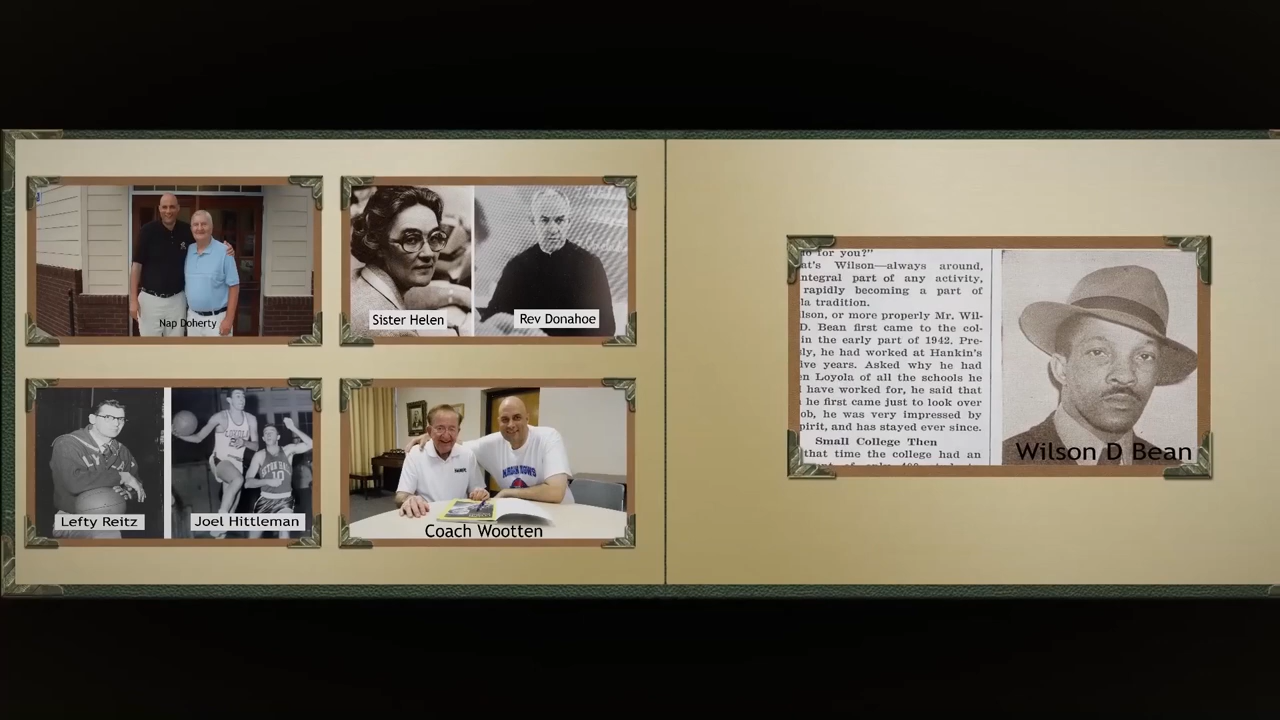 Nap Doherty
Sister Helen
Rev Donahoe
Lefty Reitz
Joel Hittleman
Coach Wootten
for you?"
at's Wilson—always around,
ntegral part of any activity,
rapidly becoming a part of
la tradition.
lson, or more properly Mr. Wil-
D. Bean first came to the col-
in the early part of 1942. Pre-
ly, he had worked at Hankin's
ive years. Asked why he had
en Loyola of all the schools he
have worked for, he said that
he first came just to look over
ob, he was very impressed by
pirit, and has stayed ever since.
Small College Then
that time the college had an
Wilson D Bean